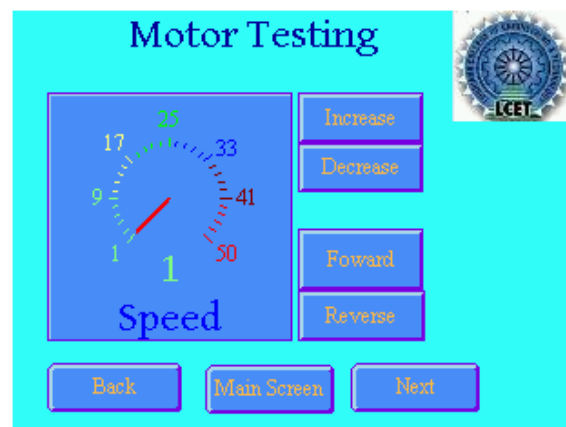 Motor Testing
LCET
25
17
33
9
41
1
50
1
Speed
Increase
Decrease
Foward
Reverse
Back
Main Screen
Next